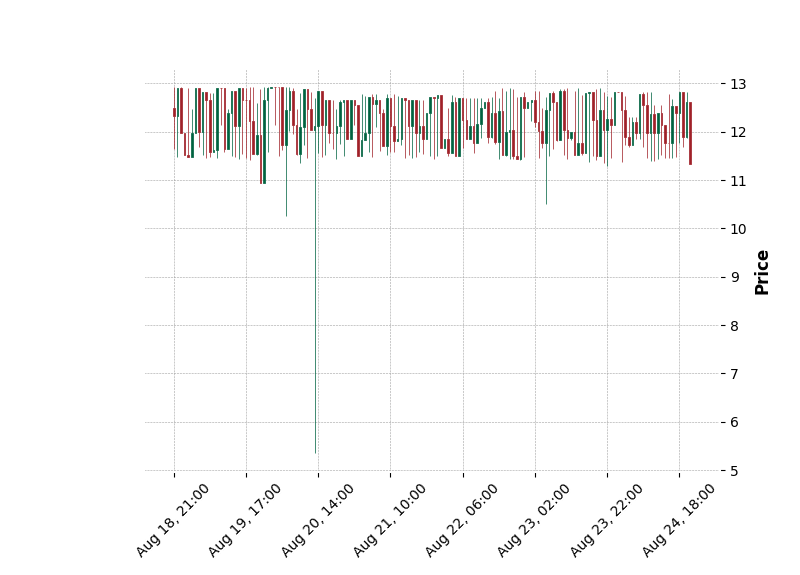 13
12
11
10
9
8
7
6
5
Price
Aug 18, 21:00
Aug 19, 17:00
Aug 20, 14:00
Aug 21, 10:00
Aug 22, 06:00
Aug 23, 02:00
Aug 23, 22:00
Aug 24, 18:00